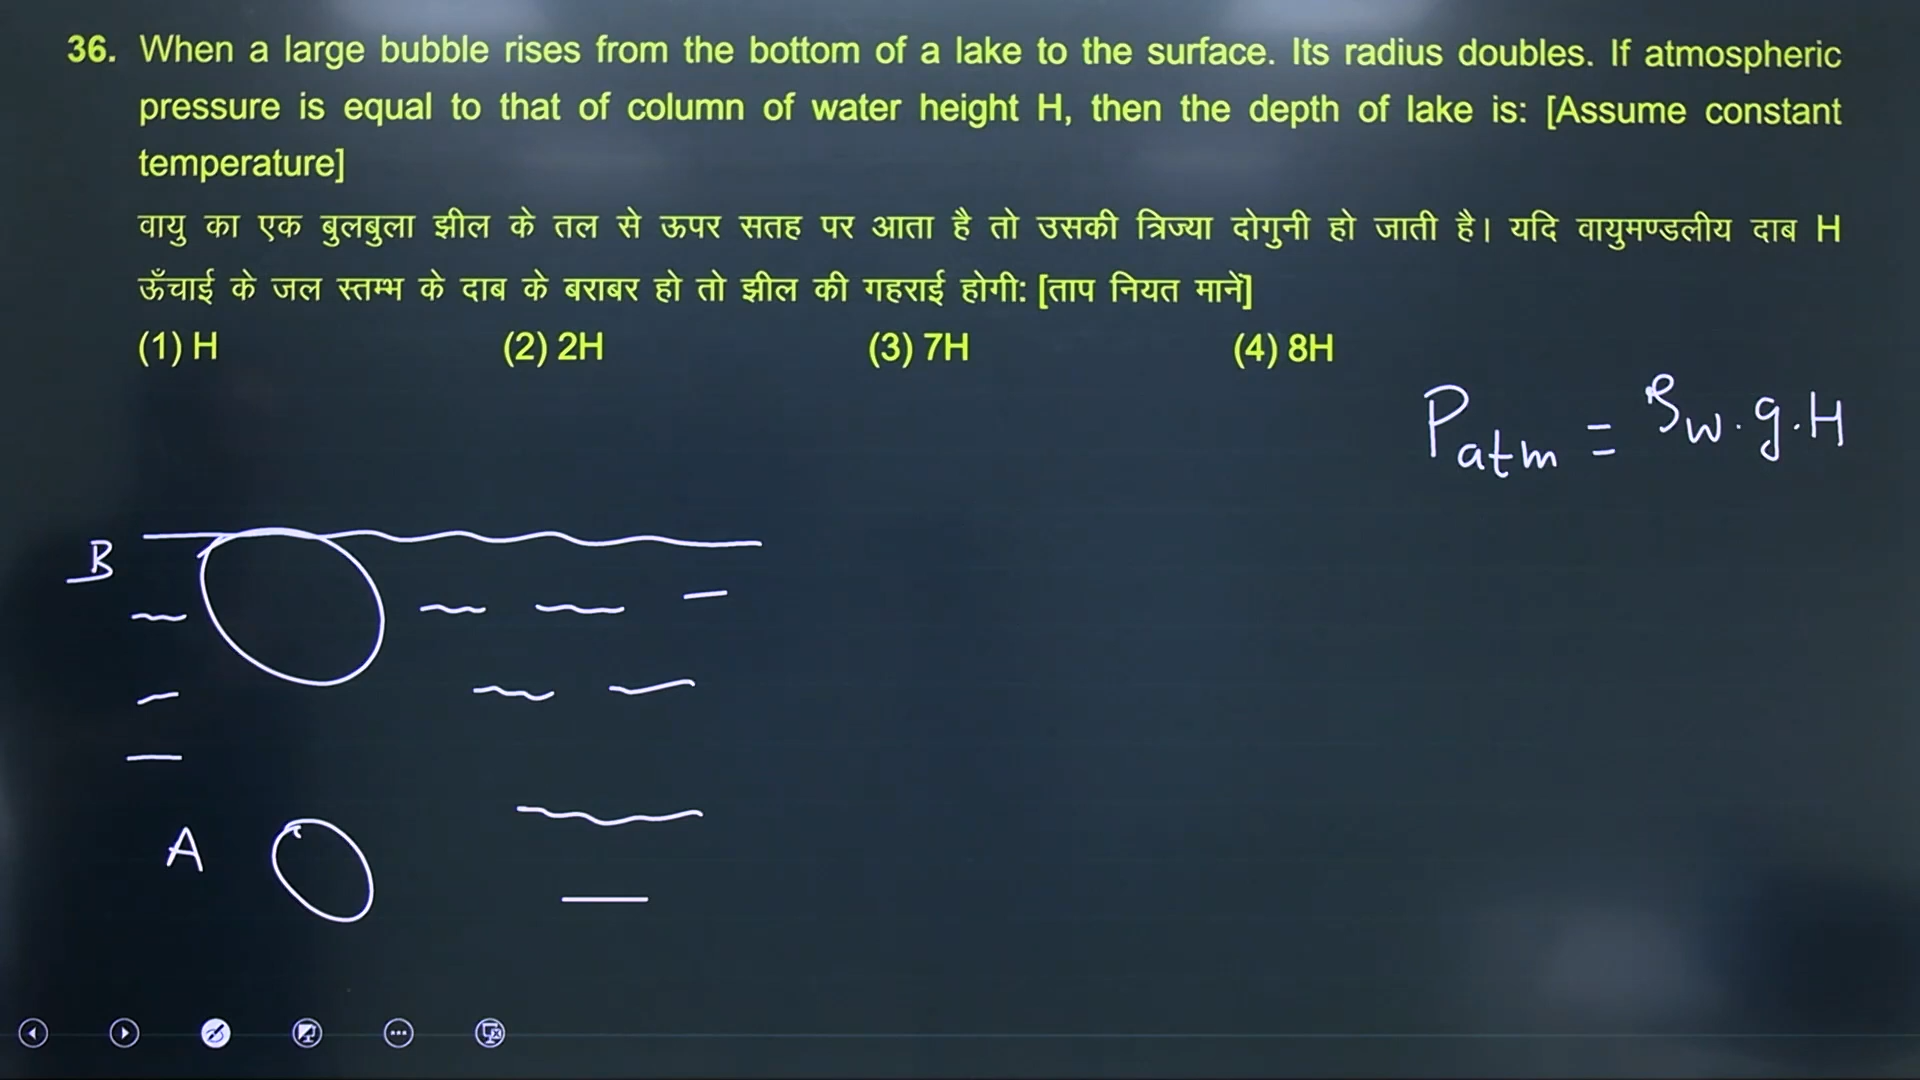 36. When a large bubble rises from the bottom of a lake to the surface. Its radius doubles. If atmospheric
pressure is equal to that of column of water height H, then the depth of lake is: [Assume constant
temperature]
वायु का एक बुलबुला झील के तल से ऊपर सतह पर आता है तो उसकी त्रिज्या दोगुनी हो जाती है। यदि वायुमण्डलीय दाब H
ऊँचाई के जल स्तम्भ के दाब के बराबर हो तो झील की गहराई होगी: [ताप नियत मानें]
(1) H (2) 2H (3) 7H (4) 8H
P_atm = ρ_w . g . H
B
A